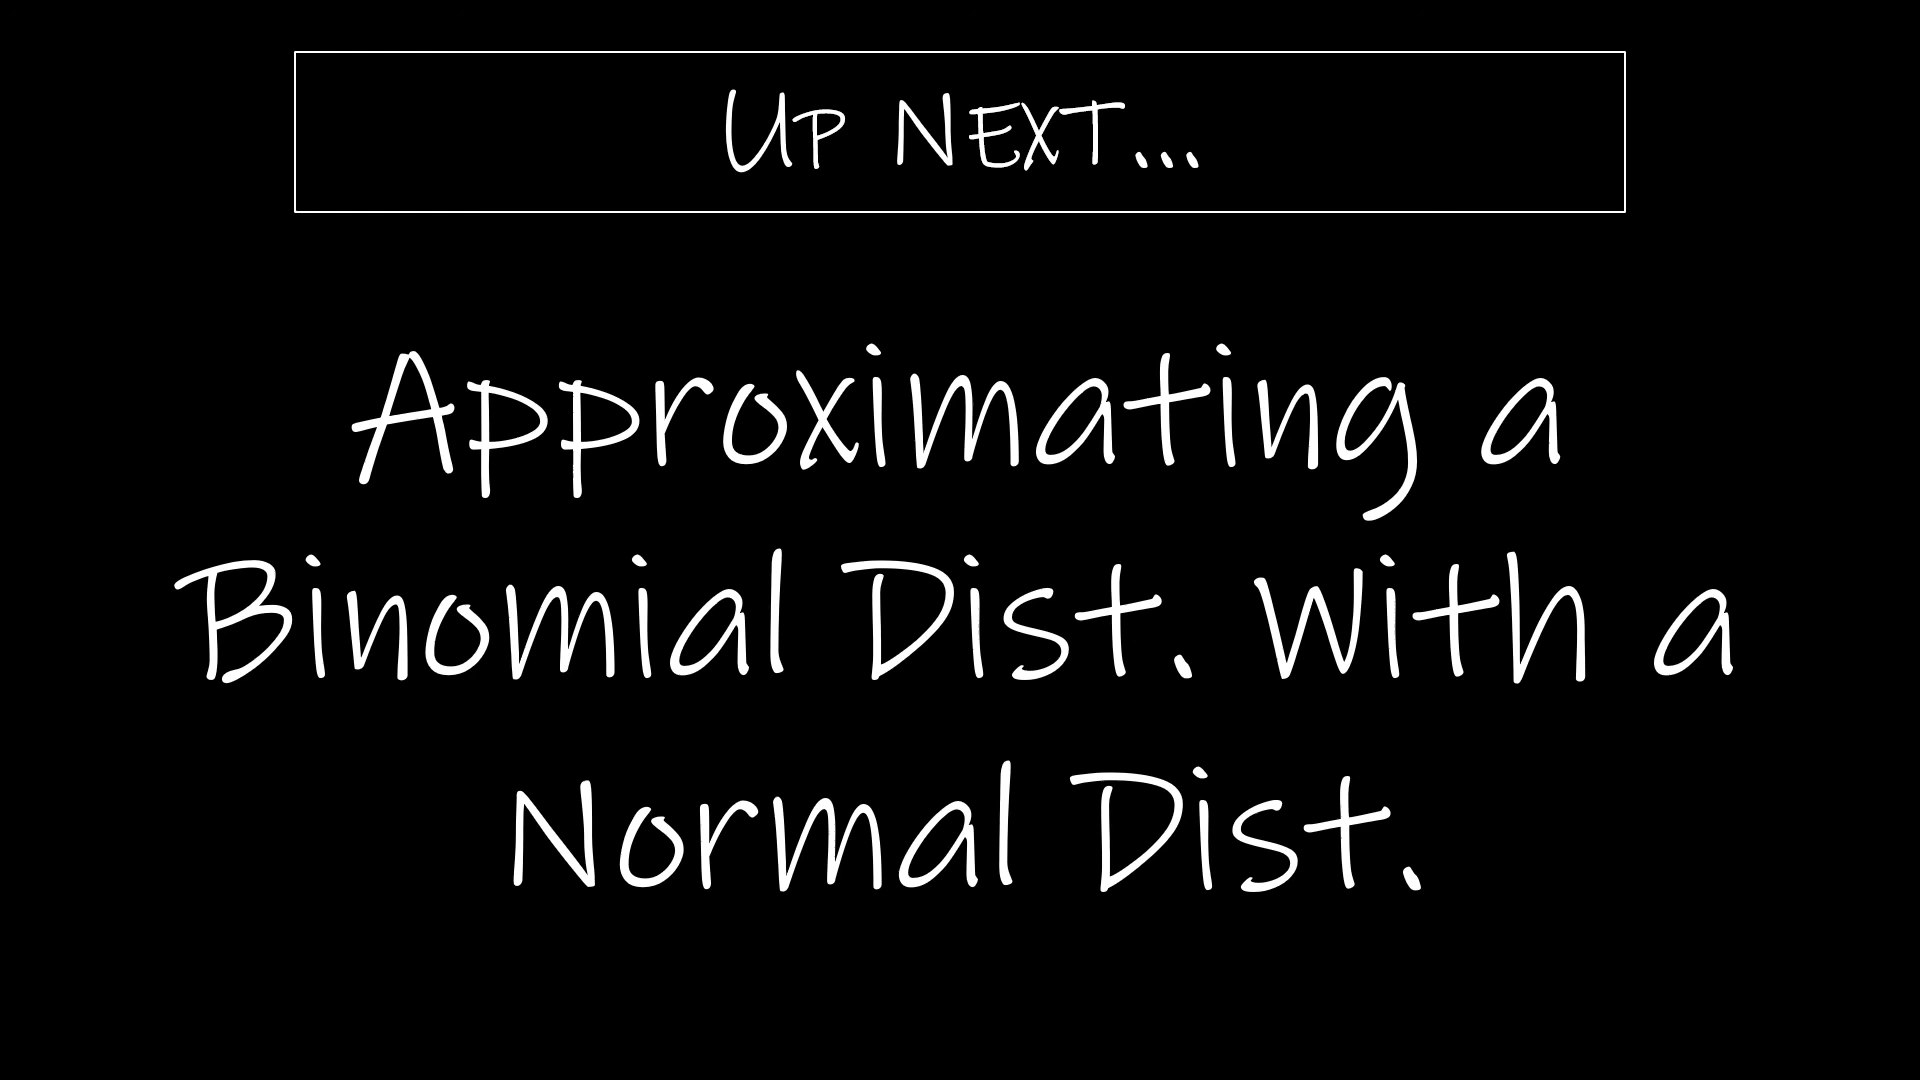 Up Next...
Approximating a
Binomial Dist. With a
Normal Dist.